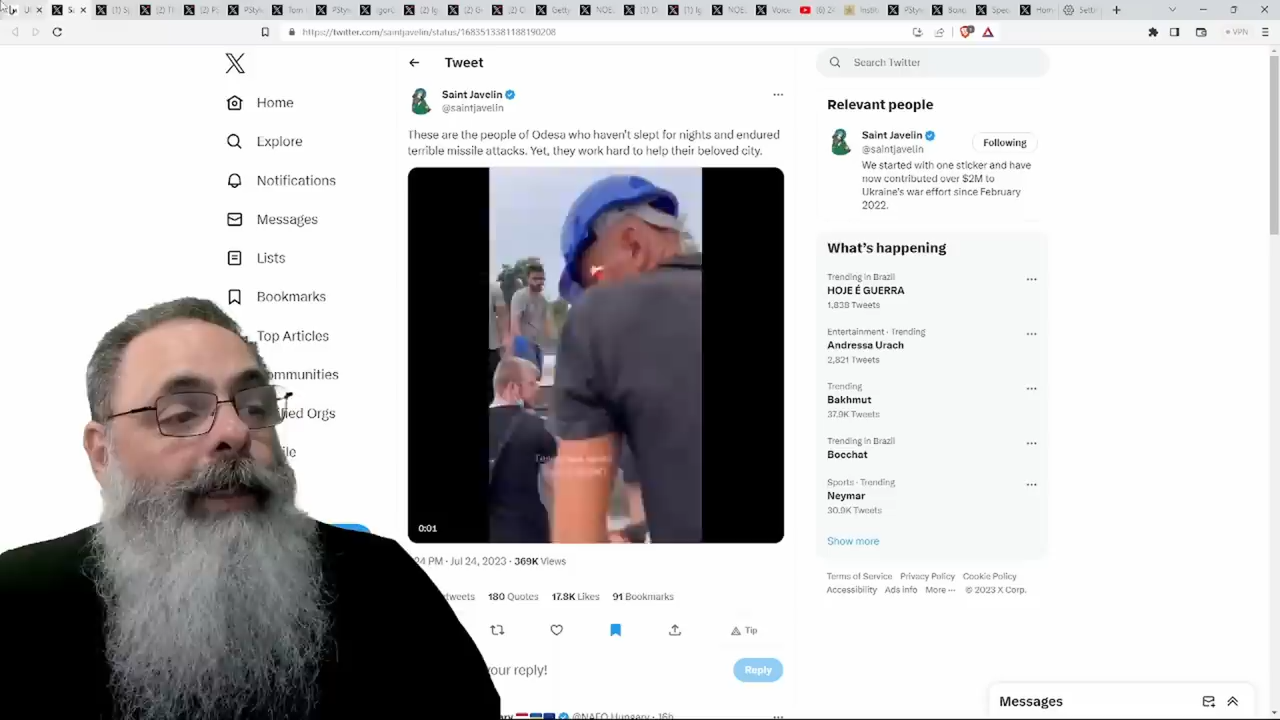 https://twitter.com/saintjavelin/status/1683513381188190208
VPN
Home
Explore
Notifications
Messages
Lists
Bookmarks
Top Articles
Tweet
Saint Javelin
@saintjavelin
These are the people of Odesa who haven't slept for nights and endured
terrible missile attacks. Yet, they work hard to help their beloved city.
0:01
24 PM · Jul 24, 2023 · 369K Views
180 Quotes 17.8K Likes 91 Bookmarks
Tip
your reply!
Reply
@NAFO_Hungary · 16h
Search Twitter
Relevant people
Saint Javelin
@saintjavelin
Following
We started with one sticker and have
now contributed over $2M to
Ukraine's war effort since February
2022.
What's happening
Trending in Brazil
HOJE É GUERRA
1,838 Tweets
Entertainment · Trending
Andressa Urach
2,821 Tweets
Trending
Bakhmut
37.9K Tweets
Trending in Brazil
Bocchat
Sports · Trending
Neymar
30.9K Tweets
Show more
Terms of Service Privacy Policy Cookie Policy
Accessibility Ads info More ··· © 2023 X Corp.
Messages